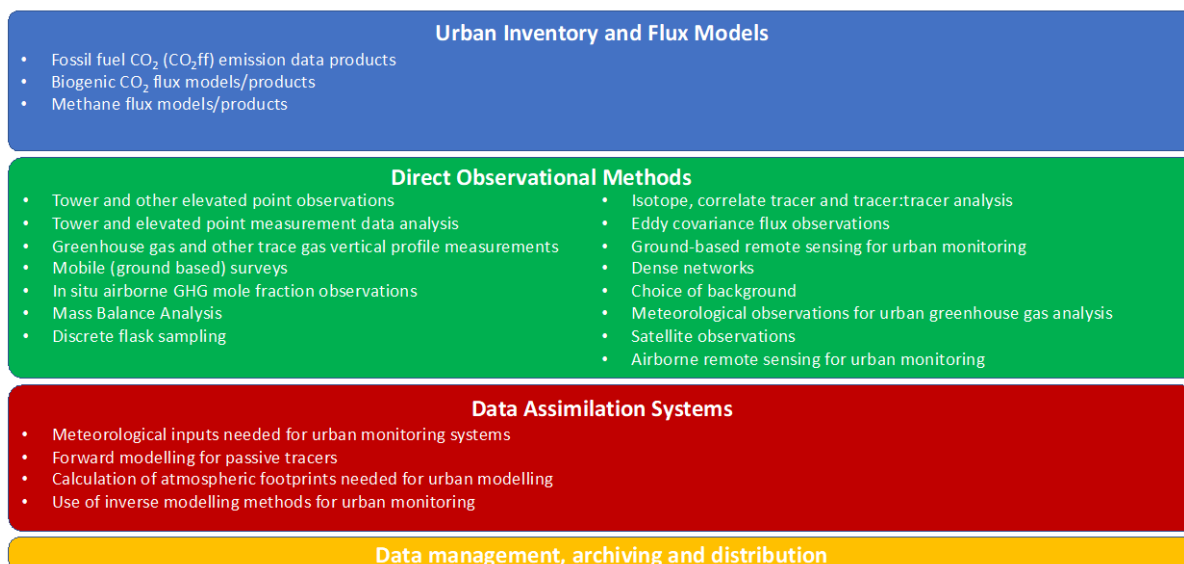 Urban Inventory and Flux Models
• Fossil fuel CO₂ (CO₂ff) emission data products
• Biogenic CO₂ flux models/products
• Methane flux models/products
Direct Observational Methods
• Tower and other elevated point observations
• Tower and elevated point measurement data analysis
• Greenhouse gas and other trace gas vertical profile measurements
• Mobile (ground based) surveys
• In situ airborne GHG mole fraction observations
• Mass Balance Analysis
• Discrete flask sampling
• Isotope, correlate tracer and tracer:tracer analysis
• Eddy covariance flux observations
• Ground-based remote sensing for urban monitoring
• Dense networks
• Choice of background
• Meteorological observations for urban greenhouse gas analysis
• Satellite observations
• Airborne remote sensing for urban monitoring
Data Assimilation Systems
• Meteorological inputs needed for urban monitoring systems
• Forward modelling for passive tracers
• Calculation of atmospheric footprints needed for urban modelling
• Use of inverse modelling methods for urban monitoring
Data management, archiving and distribution